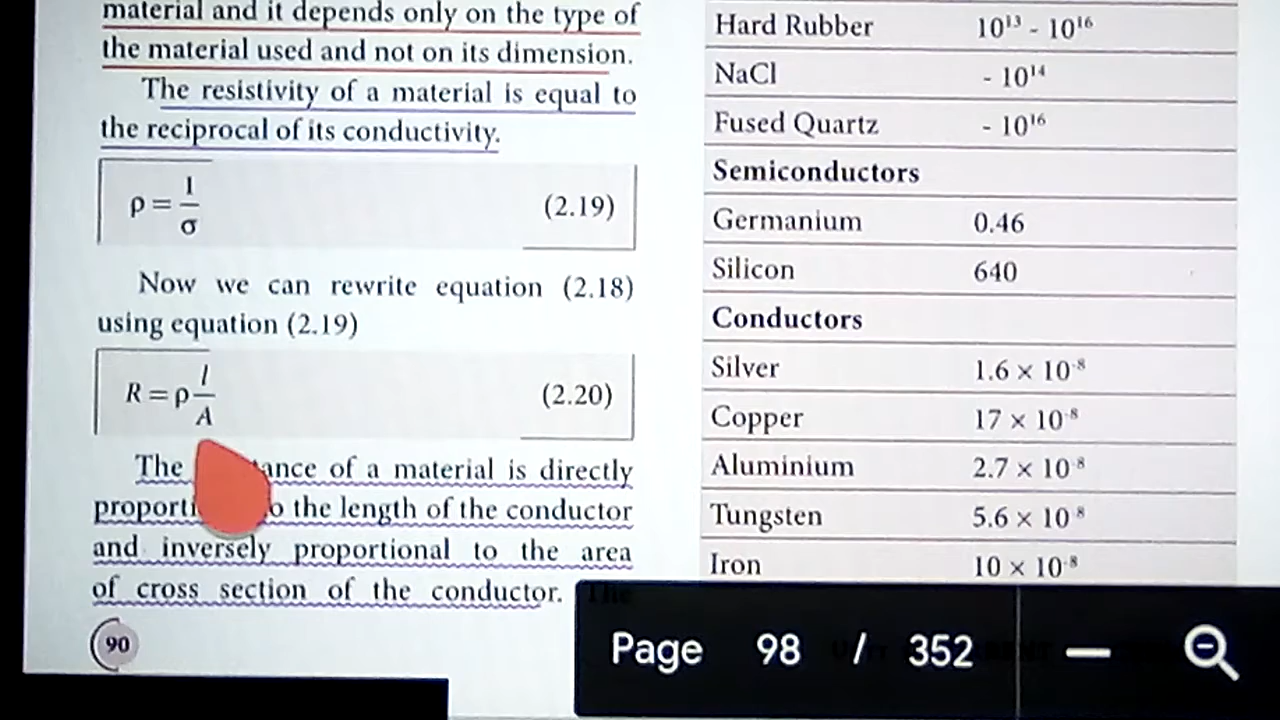 material and it depends only on the type of
the material used and not on its dimension.
The resistivity of a material is equal to
the reciprocal of its conductivity.
ρ = 1/σ (2.19)
Now we can rewrite equation (2.18)
using equation (2.19)
R = ρ l/A (2.20)
The ance of a material is directly
proporti o the length of the conductor
and inversely proportional to the area
of cross section of the conductor. The
90
Hard Rubber 10¹³ - 10¹⁶
NaCl - 10¹⁴
Fused Quartz - 10¹⁶
Semiconductors
Germanium 0.46
Silicon 640
Conductors
Silver 1.6 × 10⁻⁸
Copper 17 × 10⁻⁸
Aluminium 2.7 × 10⁻⁸
Tungsten 5.6 × 10⁻⁸
Iron 10 × 10⁻⁸
Page 98 / 352